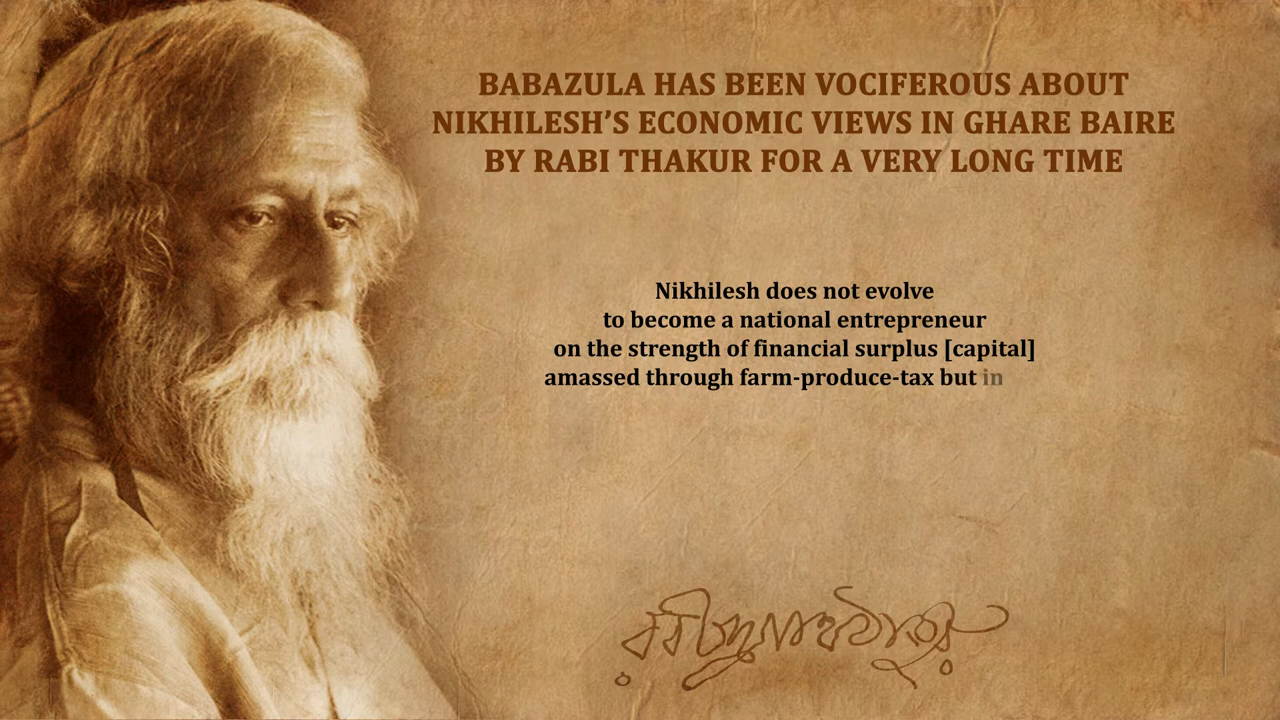 BABAZULA HAS BEEN VOCIFEROUS ABOUT
NIKHILESH’S ECONOMIC VIEWS IN GHARE BAIRE
BY RABI THAKUR FOR A VERY LONG TIME
Nikhilesh does not evolve
to become a national entrepreneur
on the strength of financial surplus [capital]
amassed through farm-produce-tax but in
রবীন্দ্রনাথ ঠাকুর